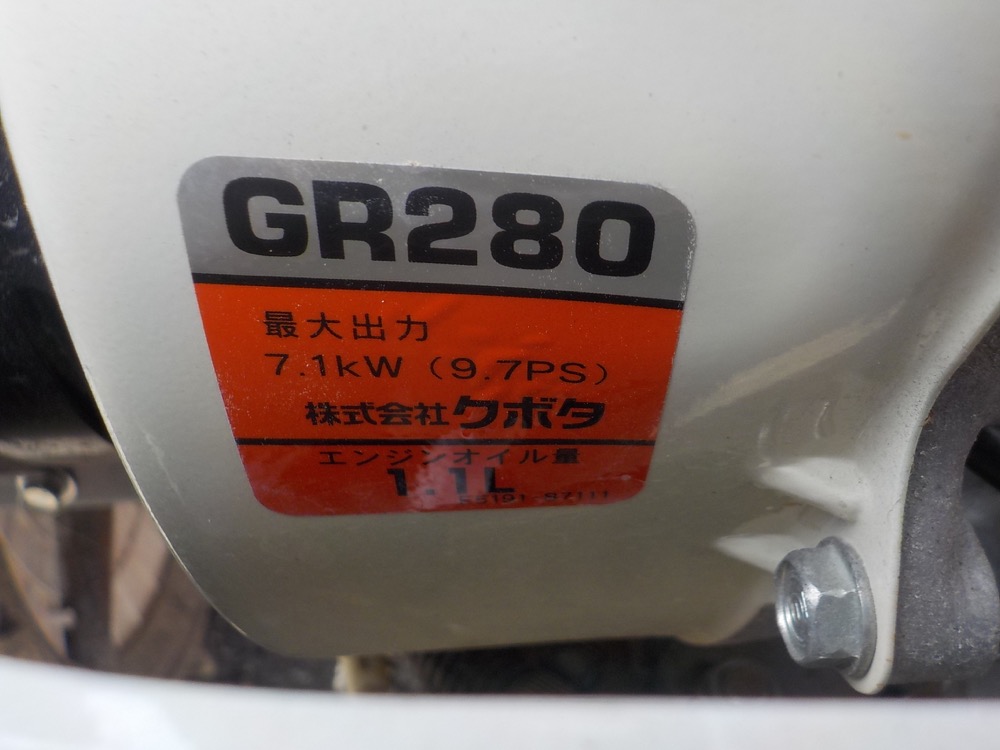 GR280
最大出力
7.1kW (9.7PS)
株式会社クボタ
エンジンオイル量
1.1L